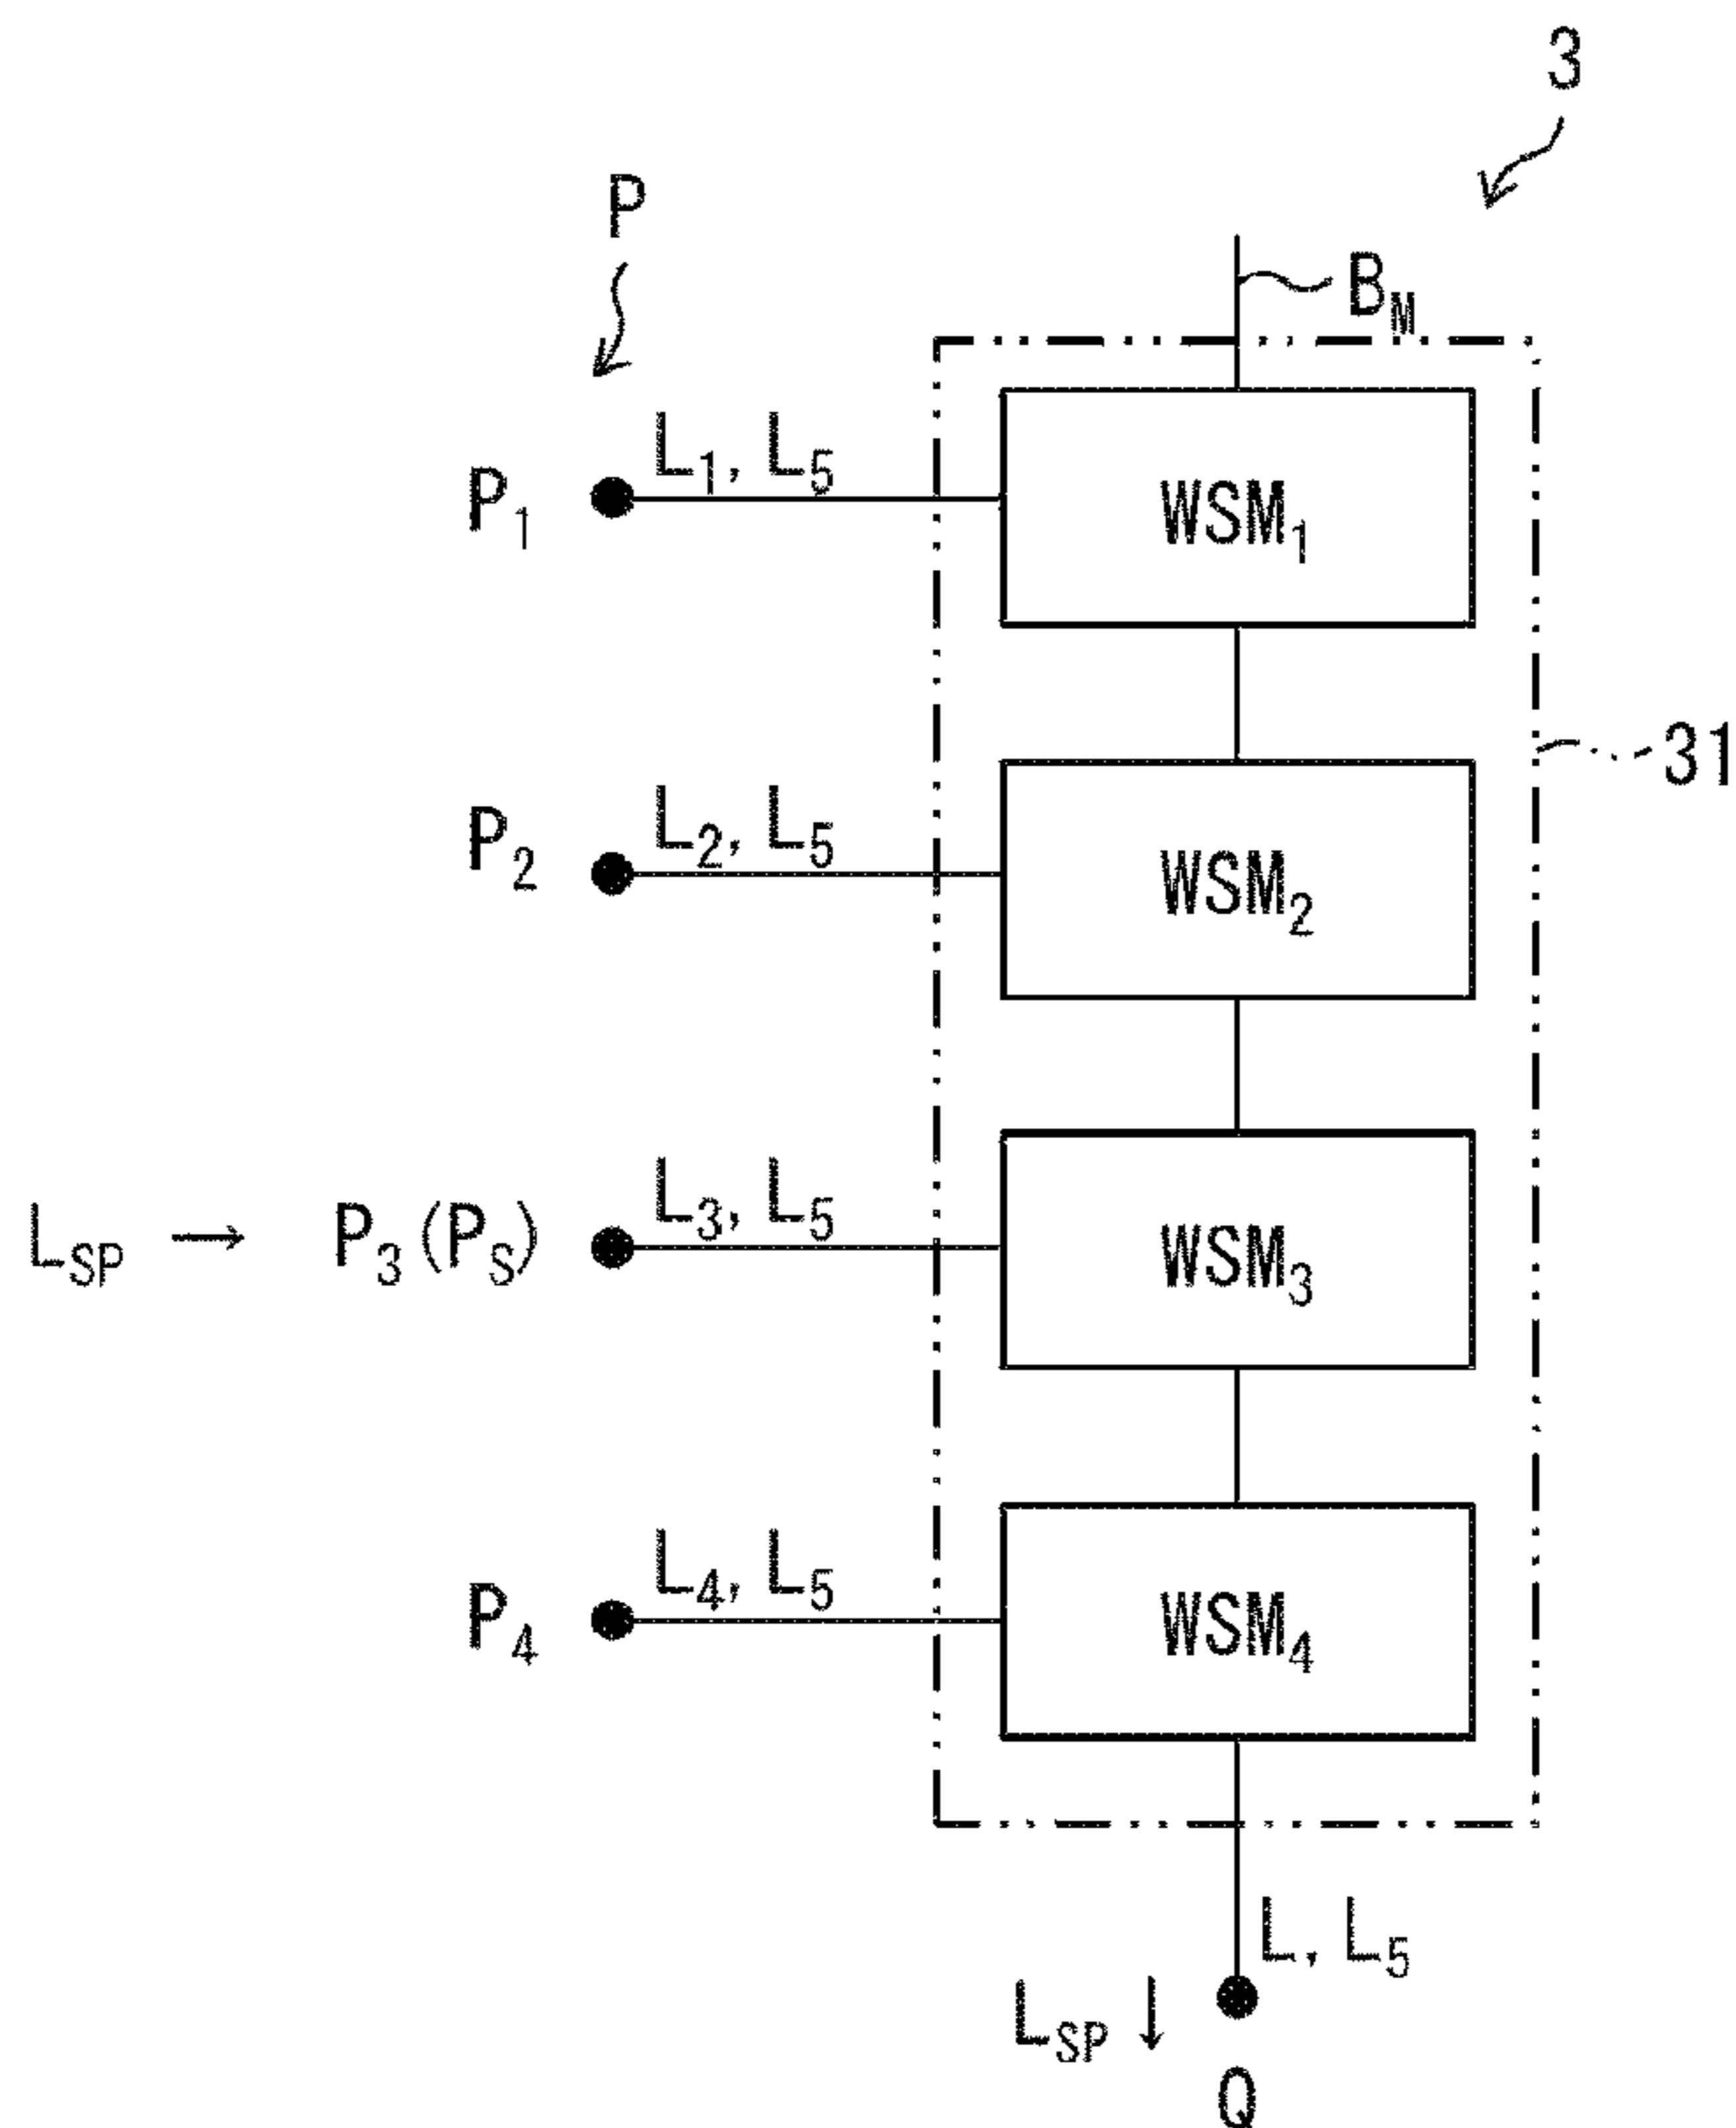 3
P
B_M
L_1, L_5
P_1
WSM_1
31
L_2, L_5
P_2
WSM_2
L_3, L_5
L_SP → P_3(P_S)
WSM_3
L_4, L_5
P_4
WSM_4
L, L_5
L_SP ↓
Q